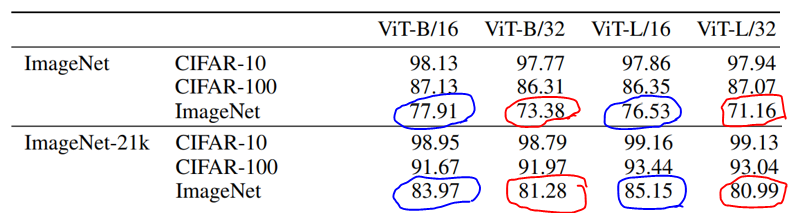 ViT-B/16 ViT-B/32 ViT-L/16 ViT-L/32
ImageNet CIFAR-10 98.13 97.77 97.86 97.94
CIFAR-100 87.13 86.31 86.35 87.07
ImageNet 77.91 73.38 76.53 71.16
ImageNet-21k CIFAR-10 98.95 98.79 99.16 99.13
CIFAR-100 91.67 91.97 93.44 93.04
ImageNet 83.97 81.28 85.15 80.99